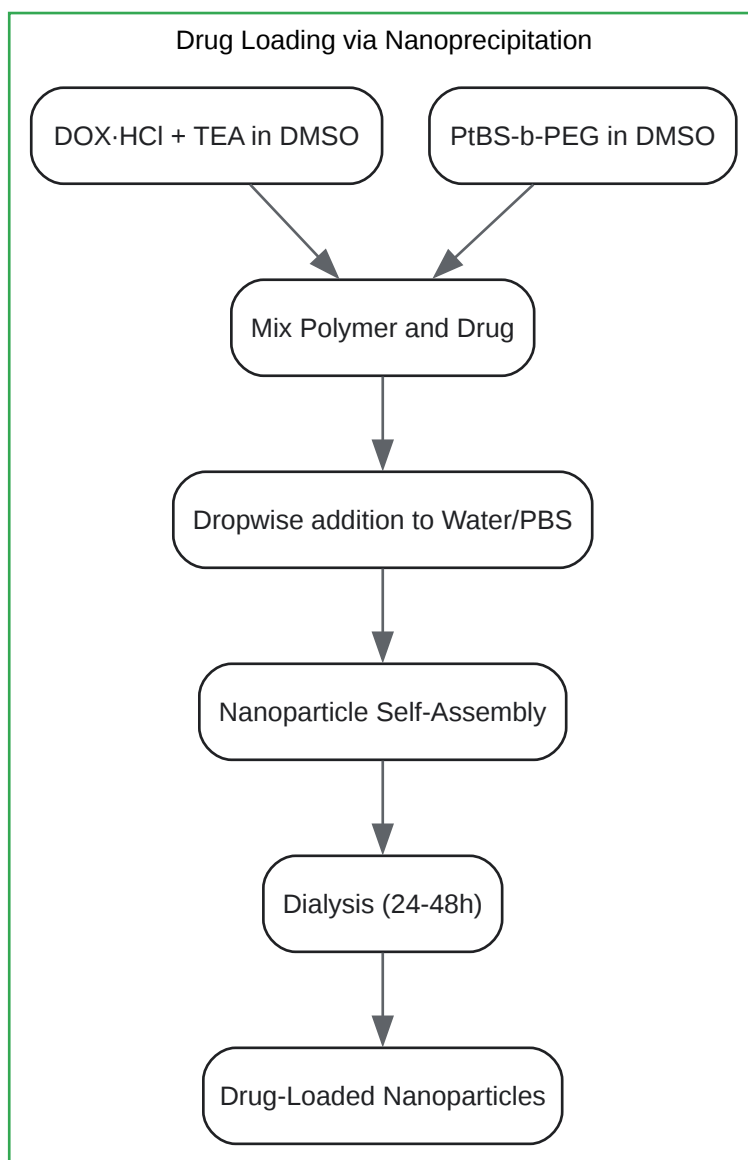 Drug Loading via Nanoprecipitation
DOX·HCl + TEA in DMSO
PtBS-b-PEG in DMSO
Mix Polymer and Drug
Dropwise addition to Water/PBS
Nanoparticle Self-Assembly
Dialysis (24-48h)
Drug-Loaded Nanoparticles